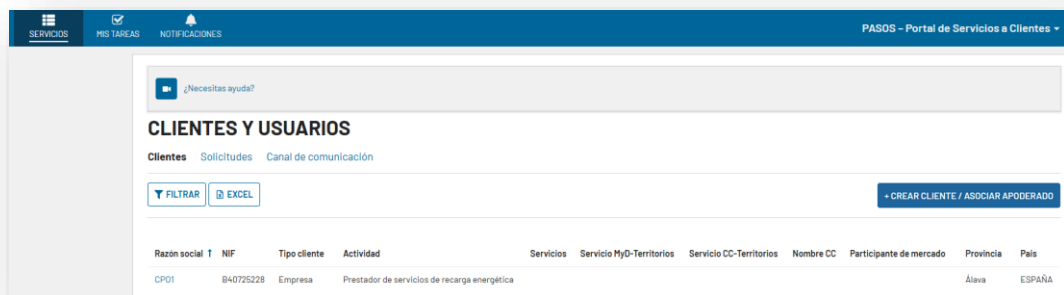 SERVICIOS MIS TAREAS NOTIFICACIONES PASOS – Portal de Servicios a Clientes
¿Necesitas ayuda?
CLIENTES Y USUARIOS
Clientes Solicitudes Canal de comunicación
FILTRAR EXCEL + CREAR CLIENTE / ASOCIAR APODERADO
Razón social ↑ NIF Tipo cliente Actividad Servicios Servicio MyD-Territorios Servicio CC-Territorios Nombre CC Participante de mercado Provincia País
CP01 B40725228 Empresa Prestador de servicios de recarga energética Álava ESPAÑA